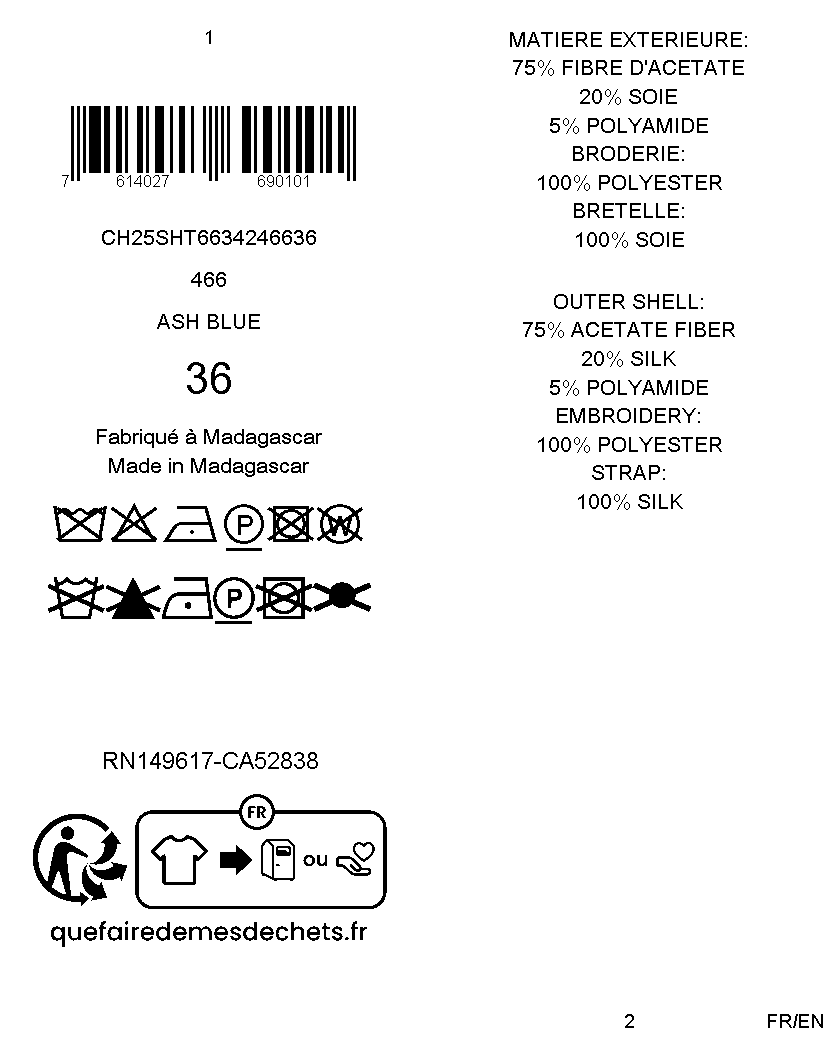 1
7 614027 690101
CH25SHT6634246636
466
ASH BLUE
36
Fabriqué à Madagascar
Made in Madagascar
P W
P
RN149617-CA52838
FR
ou
quefairedemesdechets.fr
MATIERE EXTERIEURE:
75% FIBRE D'ACETATE
20% SOIE
5% POLYAMIDE
BRODERIE:
100% POLYESTER
BRETELLE:
100% SOIE
OUTER SHELL:
75% ACETATE FIBER
20% SILK
5% POLYAMIDE
EMBROIDERY:
100% POLYESTER
STRAP:
100% SILK
2
FR/EN